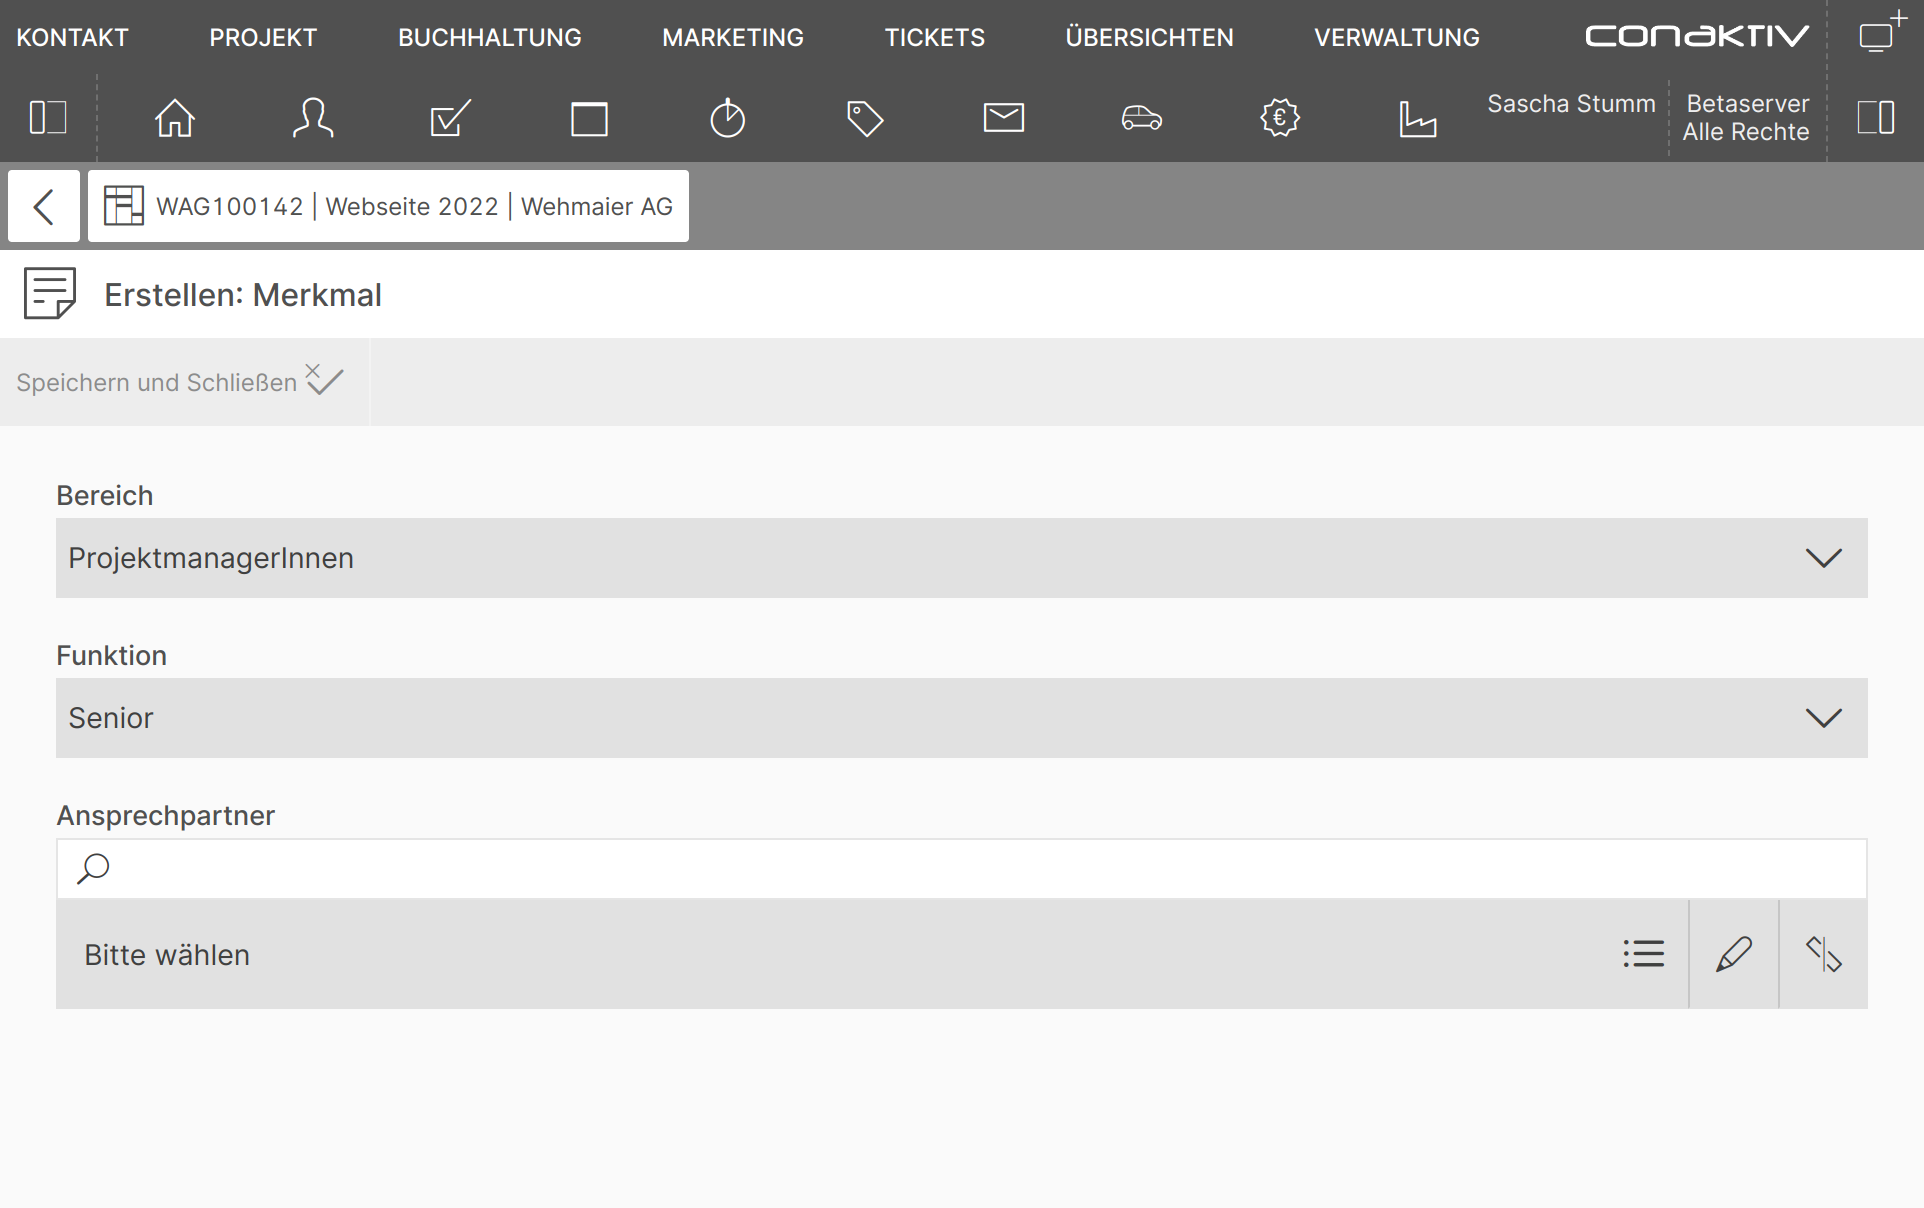 KONTAKT PROJEKT BUCHHALTUNG MARKETING TICKETS ÜBERSICHTEN VERWALTUNG conaktiv
Sascha Stumm Betaserver
Alle Rechte
WAG100142 | Webseite 2022 | Wehmaier AG
Erstellen: Merkmal
Speichern und Schließen
Bereich
ProjektmanagerInnen
Funktion
Senior
Ansprechpartner
Bitte wählen